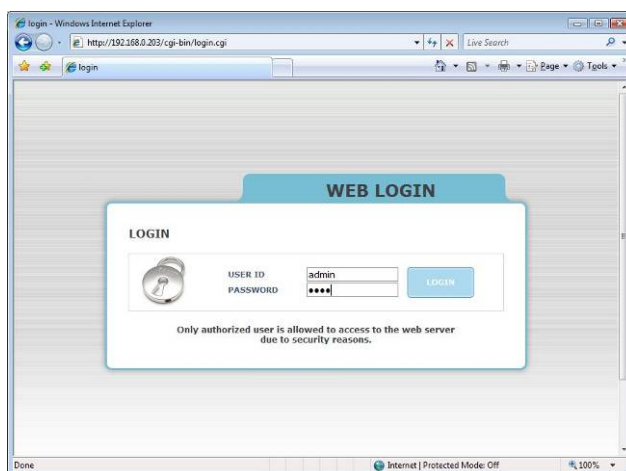 login - Windows Internet Explorer
http://192.168.0.203/cgi-bin/login.cgi
Live Search
login
Page
Tools
WEB LOGIN
LOGIN
USER ID admin
LOGIN
PASSWORD ••••
Only authorized user is allowed to access to the web server
due to security reasons.
Done
Internet | Protected Mode: Off
100%